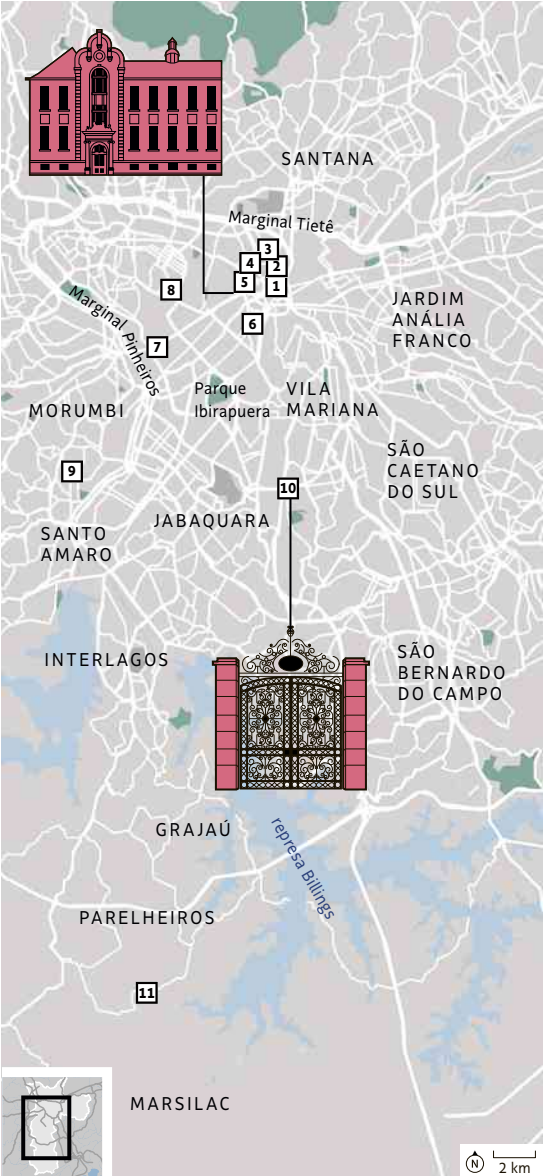 SANTANA
Marginal Tietê
3
4
2
5
1
8
JARDIM
ANÁLIA
FRANCO
Marginal Pinheiros
6
7
Parque
Ibirapuera
VILA
MARIANA
MORUMBI
SÃO
CAETANO
DO SUL
9
10
JABAQUARA
SANTO
AMARO
INTERLAGOS
SÃO
BERNARDO
DO CAMPO
GRAJAÚ
represa Billings
PARELHEIROS
11
MARSILAC
N
2 km